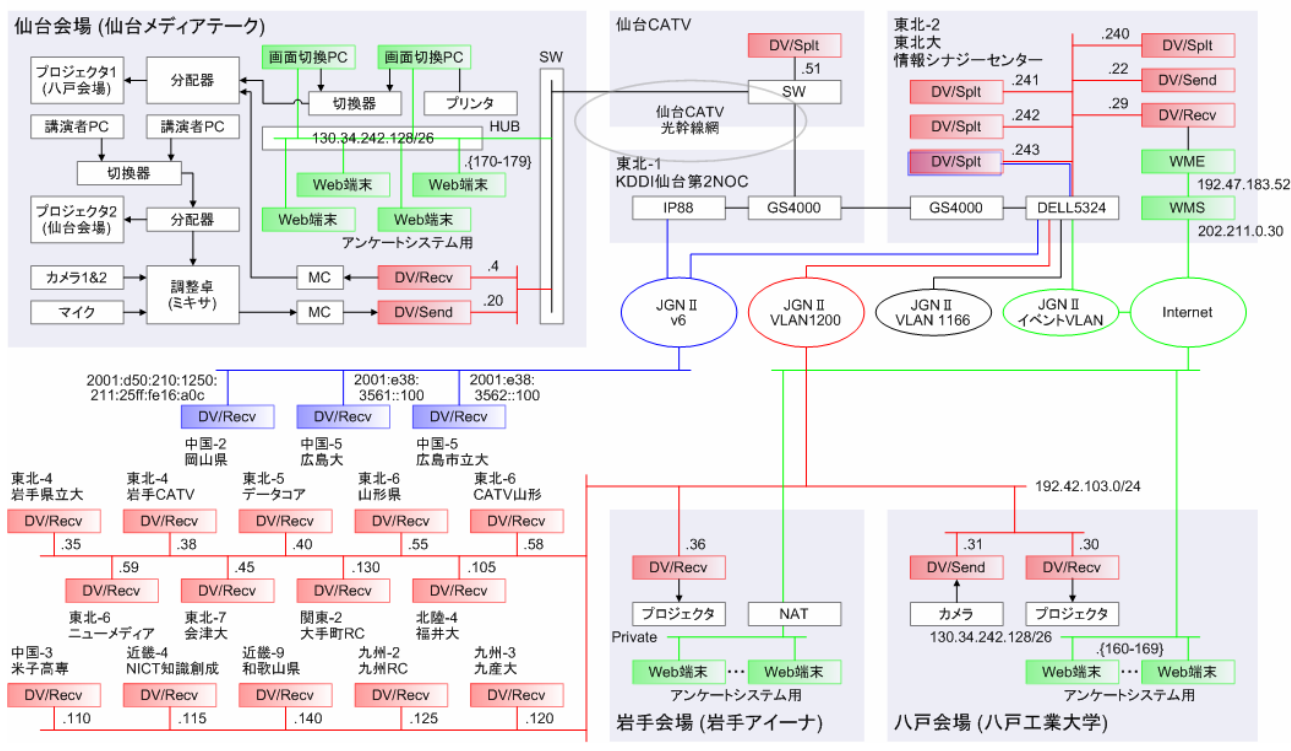 仙台会場 (仙台メディアテーク)
プロジェクタ1
(八戸会場)
分配器
画面切換PC
画面切換PC
切換器
プリンタ
SW
HUB
講演者PC
講演者PC
130.34.242.128/26
.{170-179}
切換器
Web端末
Web端末
プロジェクタ2
(仙台会場)
分配器
Web端末
Web端末
アンケートシステム用
カメラ1&2
マイク
調整卓
(ミキサ)
MC
DV/Recv
.4
MC
DV/Send
.20
仙台CATV
DV/Splt
.51
SW
仙台CATV
光幹線網
東北-1
KDDI仙台第2NOC
IP88
GS4000
東北-2
東北大
情報シナジーセンター
.240
DV/Splt
.241
DV/Splt
.22
DV/Send
.242
DV/Splt
.29
DV/Recv
.243
DV/Splt
WME
192.47.183.52
GS4000
DELL5324
WMS
202.211.0.30
JGN II
v6
JGN II
VLAN1200
JGN II
VLAN 1166
JGN II
イベントVLAN
Internet
2001:d50:210:1250:
211:25ff:fe16:a0c
2001:e38:
3561::100
2001:e38:
3562::100
DV/Recv
DV/Recv
DV/Recv
中国-2
岡山県
中国-5
広島大
中国-5
広島市立大
東北-4
岩手県立大
東北-4
岩手CATV
東北-5
データコア
東北-6
山形県
東北-6
CATV山形
DV/Recv
DV/Recv
DV/Recv
DV/Recv
DV/Recv
.35
.38
.40
.55
.58
.59
.45
.130
.105
DV/Recv
DV/Recv
DV/Recv
DV/Recv
東北-6
ニューメディア
東北-7
会津大
関東-2
大手町RC
北陸-4
福井大
中国-3
米子高専
近畿-4
NICT知識創成
近畿-9
和歌山県
九州-2
九州RC
九州-3
九産大
DV/Recv
DV/Recv
DV/Recv
DV/Recv
DV/Recv
.110
.115
.140
.125
.120
192.42.103.0/24
.36
DV/Recv
プロジェクタ
NAT
Private
Web端末
...
Web端末
アンケートシステム用
岩手会場 (岩手アイーナ)
.31
.30
DV/Send
DV/Recv
カメラ
プロジェクタ
130.34.242.128/26
.{160-169}
Web端末
...
Web端末
アンケートシステム用
八戸会場 (八戸工業大学)